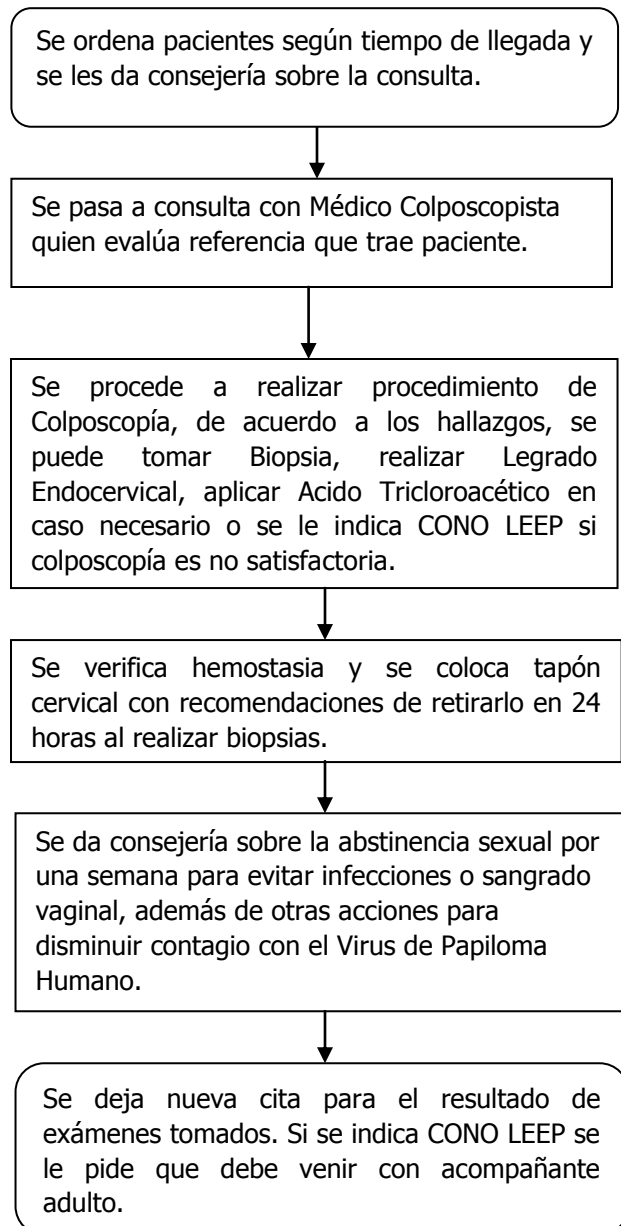 Se ordena pacientes según tiempo de llegada y
se les da consejería sobre la consulta.
Se pasa a consulta con Médico Colposcopista
quien evalúa referencia que trae paciente.
Se procede a realizar procedimiento de
Colposcopía, de acuerdo a los hallazgos, se
puede tomar Biopsia, realizar Legrado
Endocervical, aplicar Acido Tricloroacético en
caso necesario o se le indica CONO LEEP si
colposcopía es no satisfactoria.
Se verifica hemostasia y se coloca tapón
cervical con recomendaciones de retirarlo en 24
horas al realizar biopsias.
Se da consejería sobre la abstinencia sexual por
una semana para evitar infecciones o sangrado
vaginal, además de otras acciones para
disminuir contagio con el Virus de Papiloma
Humano.
Se deja nueva cita para el resultado de
exámenes tomados. Si se indica CONO LEEP se
le pide que debe venir con acompañante
adulto.